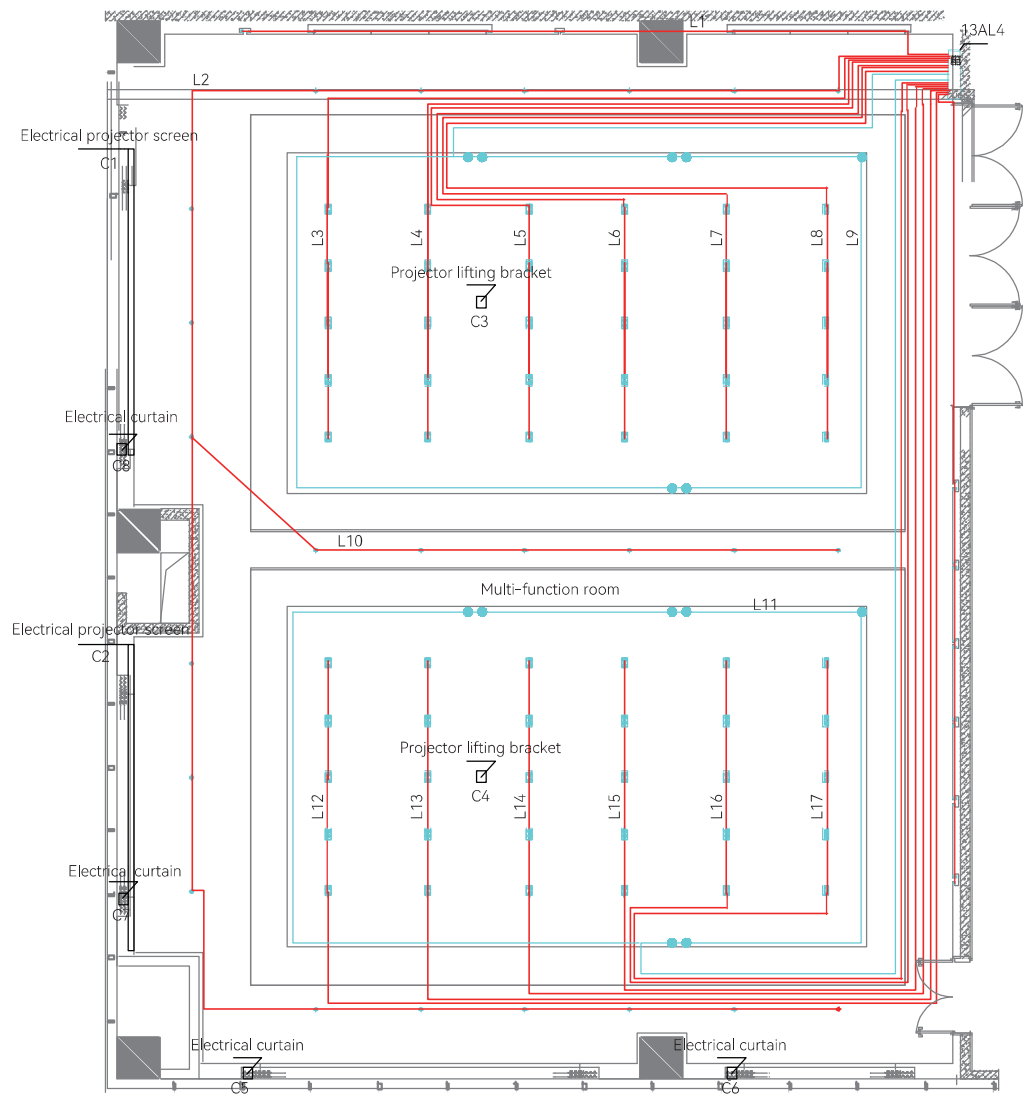 L1
13AL4
L2
Electrical projector screen
C1
L3
L4
L5
L6
L7
L8
L9
Projector lifting bracket
C3
Electrical curtain
C8
L10
Multi-function room
L11
Electrical projector screen
C2
Projector lifting bracket
C4
L12
L13
L14
L15
L16
L17
Electrical curtain
Electrical curtain
C5
Electrical curtain
C6